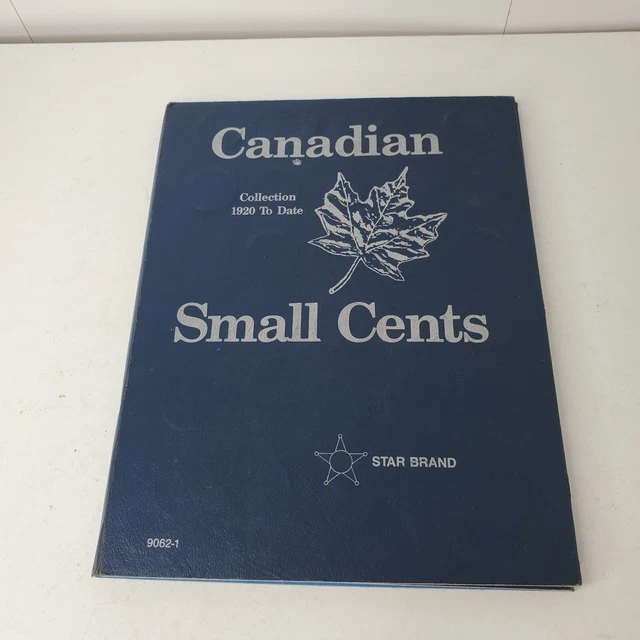 Canadian
Collection
1920 To Date
Small Cents
STAR BRAND
9062-1